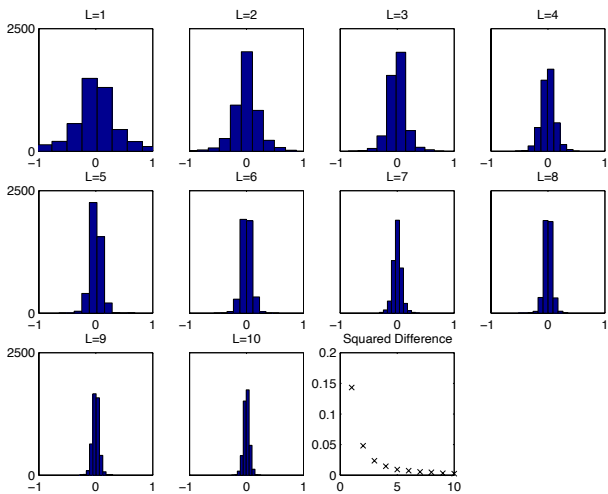 L=1 L=2 L=3 L=4
2500
0
−1 0 1 −1 0 1 −1 0 1 −1 0 1
L=5 L=6 L=7 L=8
2500
0
−1 0 1 −1 0 1 −1 0 1 −1 0 1
L=9 L=10 Squared Difference
2500 0.2
0.15
0.1
0.05
0 0
−1 0 1 −1 0 1 0 5 10